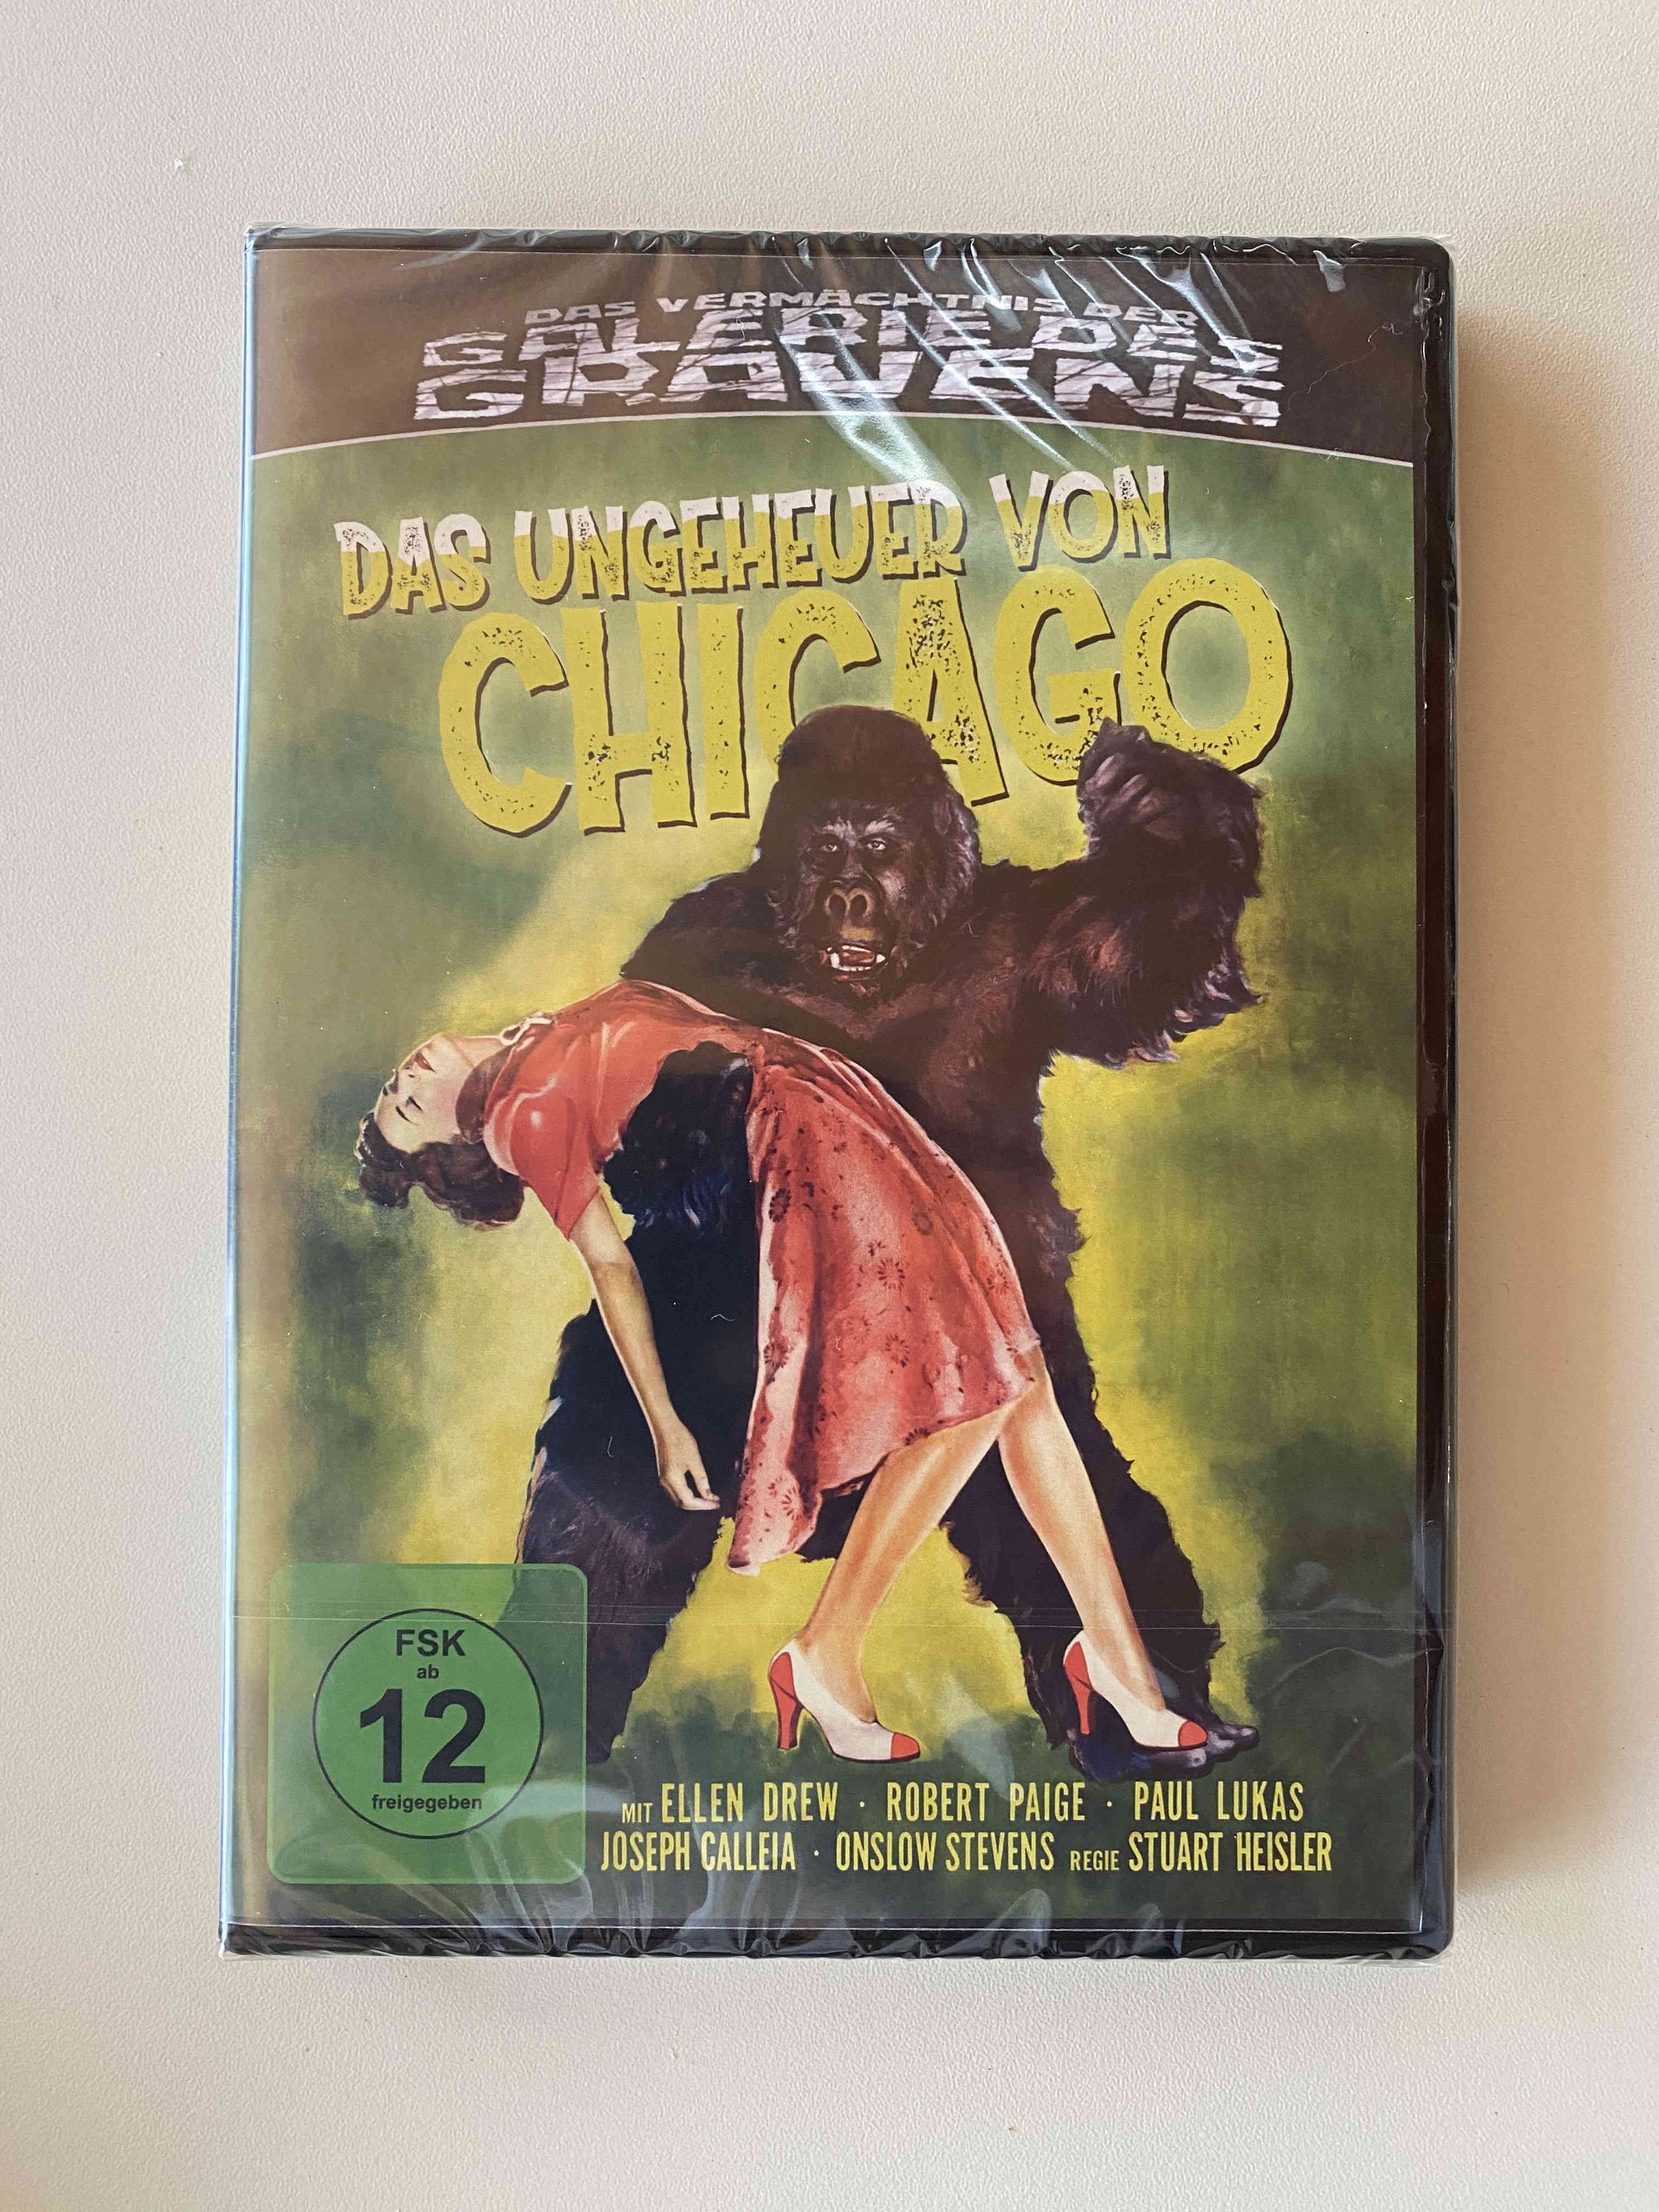 DAS VERMÄCHTNIS DER
GALERIE DES
GRAUENS
DAS UNGEHEUER VON
CHICAGO
FSK
ab
12
freigegeben
MIT ELLEN DREW · ROBERT PAIGE · PAUL LUKAS
JOSEPH CALLEIA · ONSLOW STEVENS REGIE STUART HEISLER